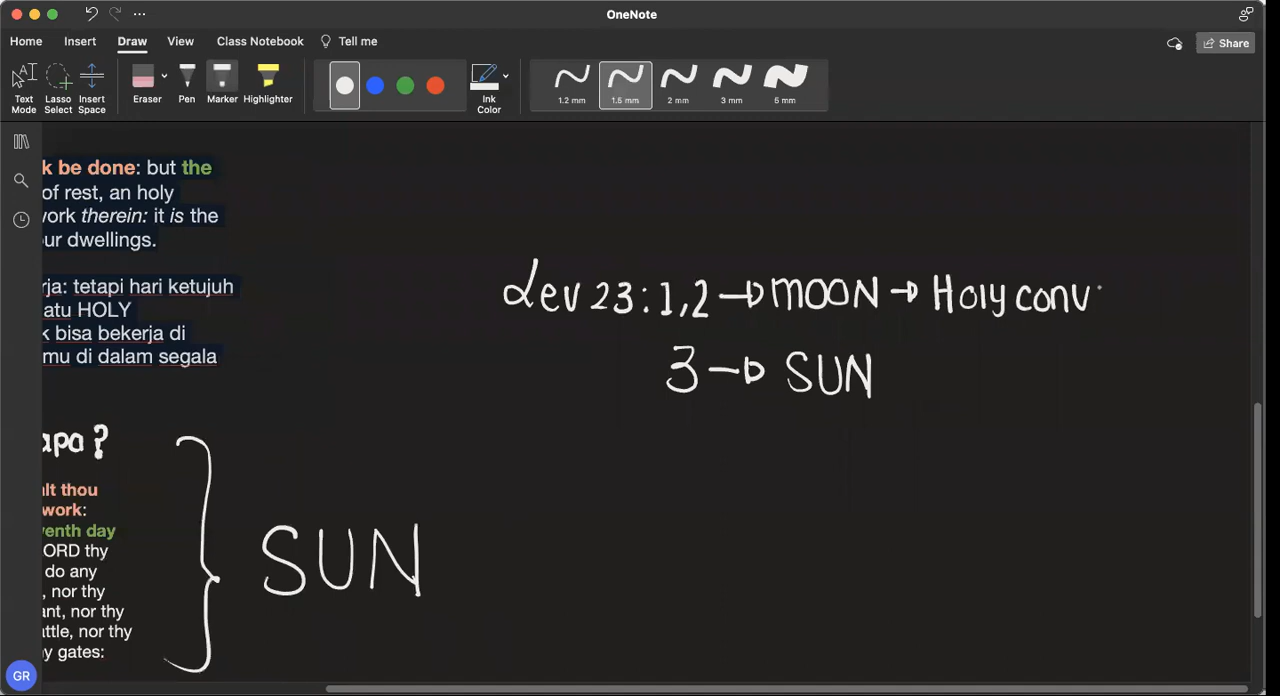 OneNote
Home Insert Draw View Class Notebook Tell me
Share
Text Mode
Lasso Select
Insert Space
Eraser
Pen
Marker
Highlighter
Ink Color
1.2 mm
1.5 mm
2 mm
3 mm
5 mm
k be done: but the
of rest, an holy
work therein: it is the
our dwellings.
rja: tetapi hari ketujuh
atu HOLY
k bisa bekerja di
mu di dalam segala
Lev 23:1,2 → MOON → Holy conv
3 → SUN
apa?
lt thou
work:
venth day
ORD thy
do any
, nor thy
ant, nor thy
attle, nor thy
y gates:
SUN
GR